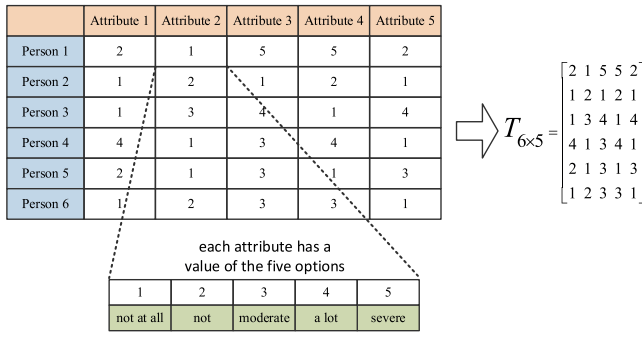 Attribute 1 Attribute 2 Attribute 3 Attribute 4 Attribute 5
Person 1 2 1 5 5 2
Person 2 1 2 1 2 1
Person 3 1 3 4 1 4
Person 4 4 1 3 4 1
Person 5 2 1 3 1 3
Person 6 1 2 3 3 1
T6×5 =
2 1 5 5 2
1 2 1 2 1
1 3 4 1 4
4 1 3 4 1
2 1 3 1 3
1 2 3 3 1
each attribute has a
value of the five options
1 2 3 4 5
not at all not moderate a lot severe